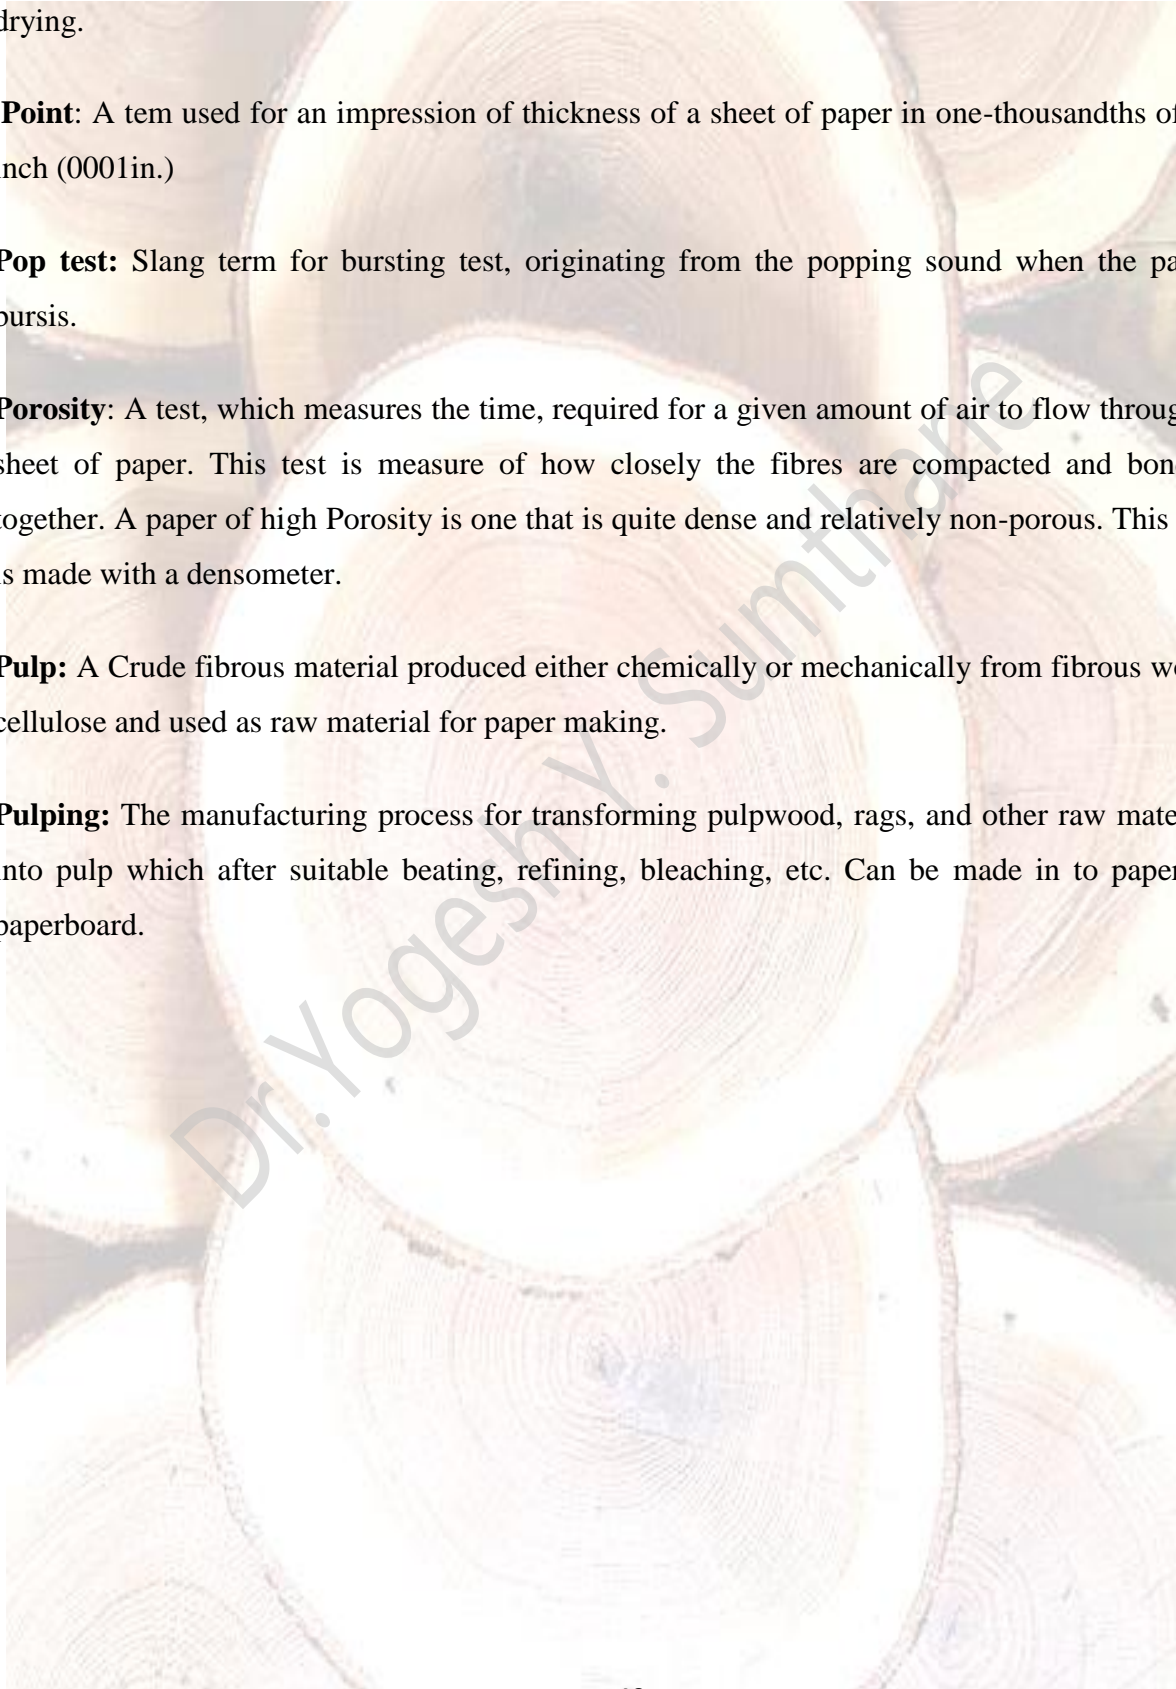 drying.
Point: A tem used for an impression of thickness of a sheet of paper in one-thousandths of
inch (0001in.)
Pop test: Slang term for bursting test, originating from the popping sound when the pa
bursis.
Porosity: A test, which measures the time, required for a given amount of air to flow throug
sheet of paper. This test is measure of how closely the fibres are compacted and bon
together. A paper of high Porosity is one that is quite dense and relatively non-porous. This
is made with a densometer.
Pulp: A Crude fibrous material produced either chemically or mechanically from fibrous
cellulose and used as raw material for paper making.
Pulping: The manufacturing process for transforming pulpwood, rags, and other raw mate
into pulp which after suitable beating, refining, bleaching, etc. Can be made in to paper
paperboard.
Dr.Yogesh Y. Sumthane